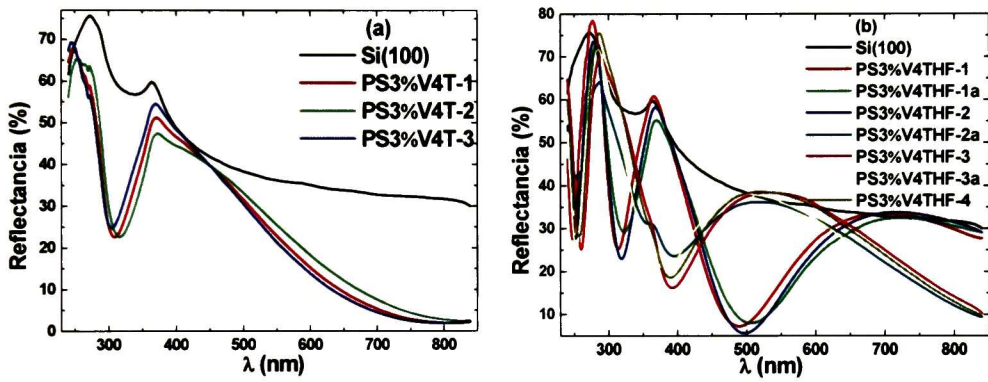 (a)
Si(100)
PS3%V4T-1
PS3%V4T-2
PS3%V4T-3
Reflectancia (%)
70
60
50
40
30
20
10
0
300 400 500 600 700 800
λ (nm)
(b)
Si(100)
PS3%V4THF-1
PS3%V4THF-1a
PS3%V4THF-2
PS3%V4THF-2a
PS3%V4THF-3
PS3%V4THF-3a
PS3%V4THF-4
Reflectancia (%)
80
70
60
50
40
30
20
10
300 400 500 600 700 800
λ (nm)